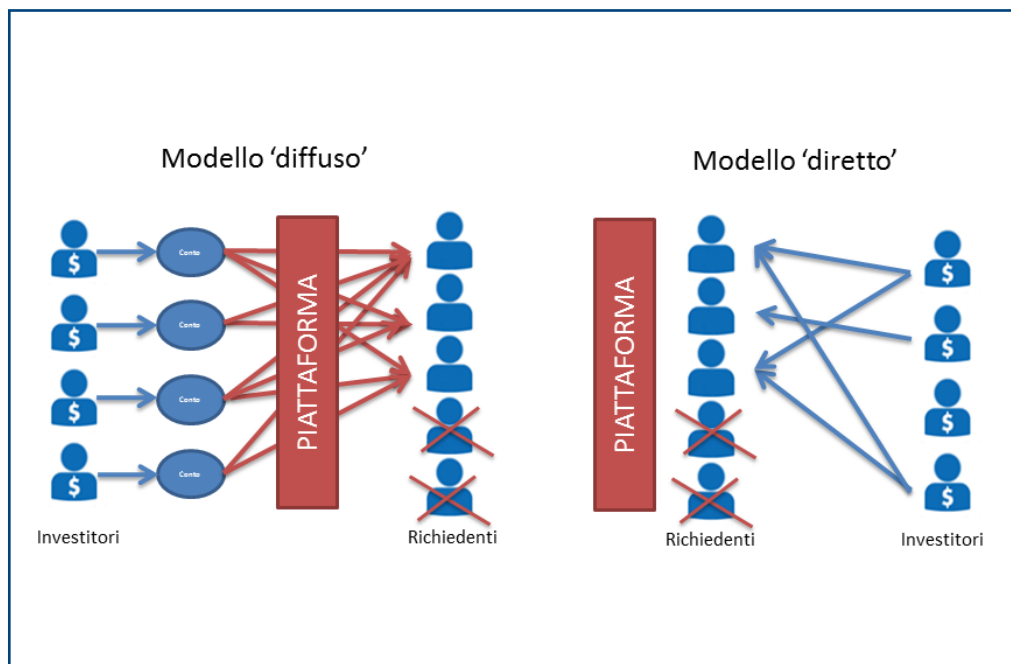 Modello ‘diffuso’
Conto
Conto
Conto
Conto
$
$
$
$
PIATTAFORMA
Investitori
Richiedenti
Modello ‘diretto’
PIATTAFORMA
$
$
$
$
Richiedenti
Investitori